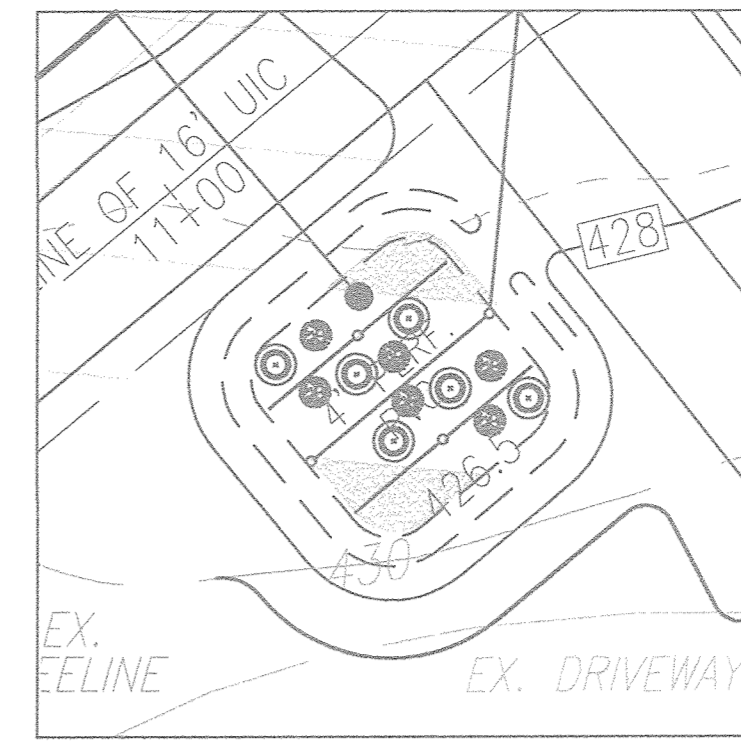 INE OF 16' UIC
11+00
428
4" PERF.
426.5
430
EX.
EELINE
EX. DRIVEWAY